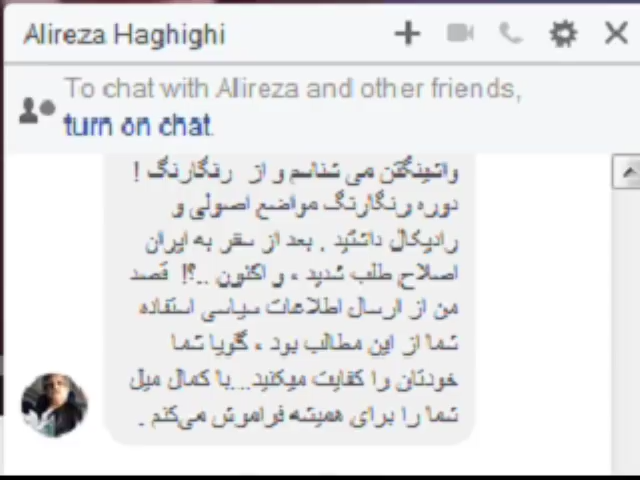 Alireza Haghighi
To chat with Alireza and other friends,
turn on chat.
واشینگتن می شناسم و از رنگارنگ !
دوره رنگارنگ مواضع اصولی و
رادیکال داشتید . بعد از سفر به ایران
اصلاح طلب شدید ، و اکنون ..؟! قصد
من از ارسال اطلاعات سیاسی استفاده
شما از این مطالب بود ، گویا شما
خودتان را کفایت میکنید...با کمال میل
شما را برای همیشه فراموش می‌کنم .